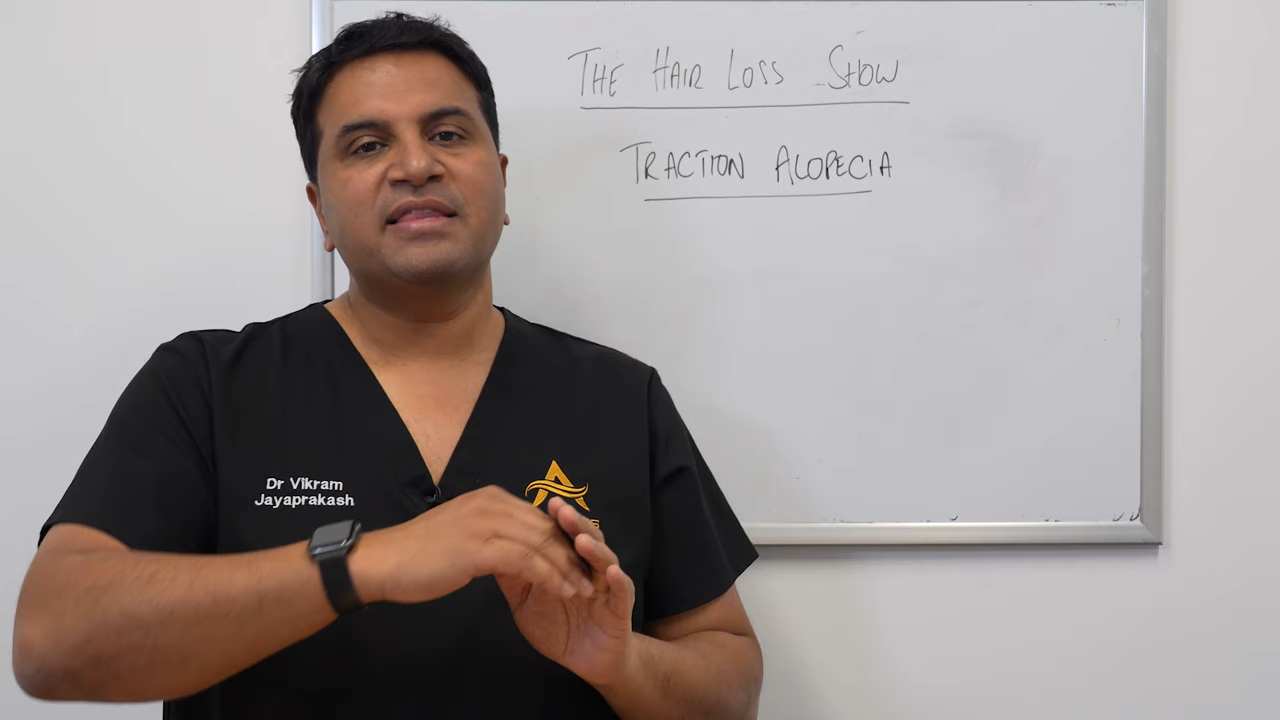 THE HAIR LOSS SHOW
TRACTION ALOPECIA
Dr Vikram
Jayaprakash